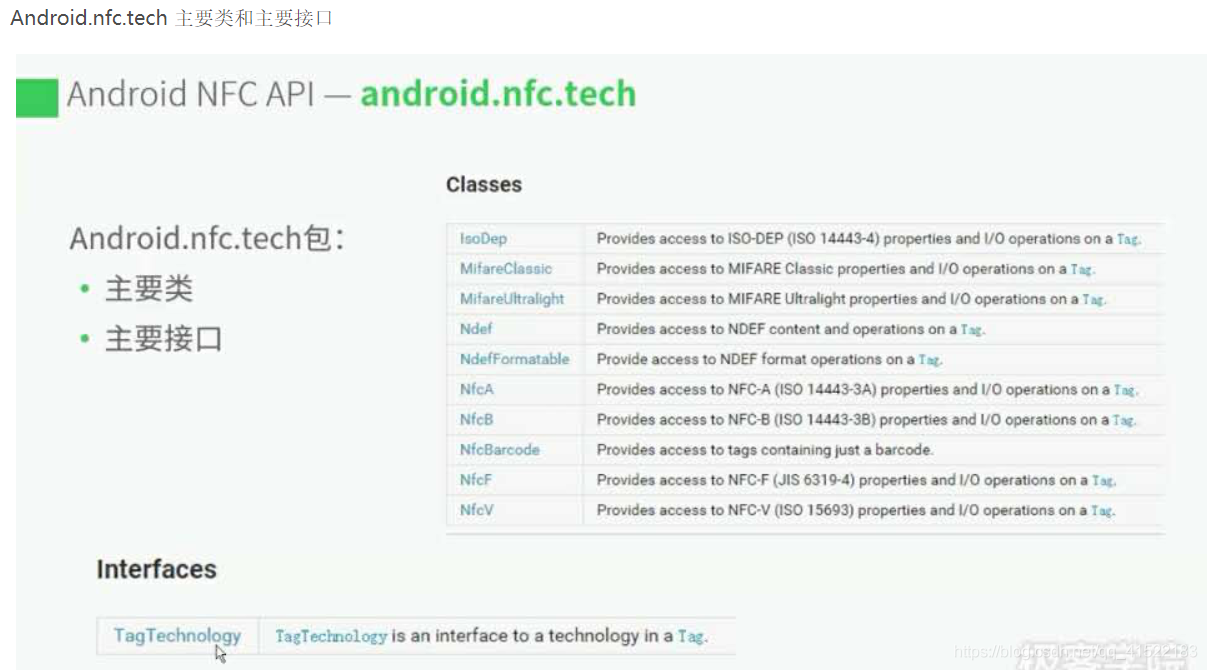 Android.nfc.tech 主要类和主要接口
Android NFC API — android.nfc.tech
Android.nfc.tech包：
• 主要类
• 主要接口
Classes
IsoDep Provides access to ISO-DEP (ISO 14443-4) properties and I/O operations on a Tag.
MifareClassic Provides access to MIFARE Classic properties and I/O operations on a Tag.
MifareUltralight Provides access to MIFARE Ultralight properties and I/O operations on a Tag.
Ndef Provides access to NDEF content and operations on a Tag.
NdefFormatable Provide access to NDEF format operations on a Tag.
NfcA Provides access to NFC-A (ISO 14443-3A) properties and I/O operations on a Tag.
NfcB Provides access to NFC-B (ISO 14443-3B) properties and I/O operations on a Tag.
NfcBarcode Provides access to tags containing just a barcode.
NfcF Provides access to NFC-F (JIS 6319-4) properties and I/O operations on a Tag.
NfcV Provides access to NFC-V (ISO 15693) properties and I/O operations on a Tag.
Interfaces
TagTechnology TagTechnology is an interface to a technology in a Tag.